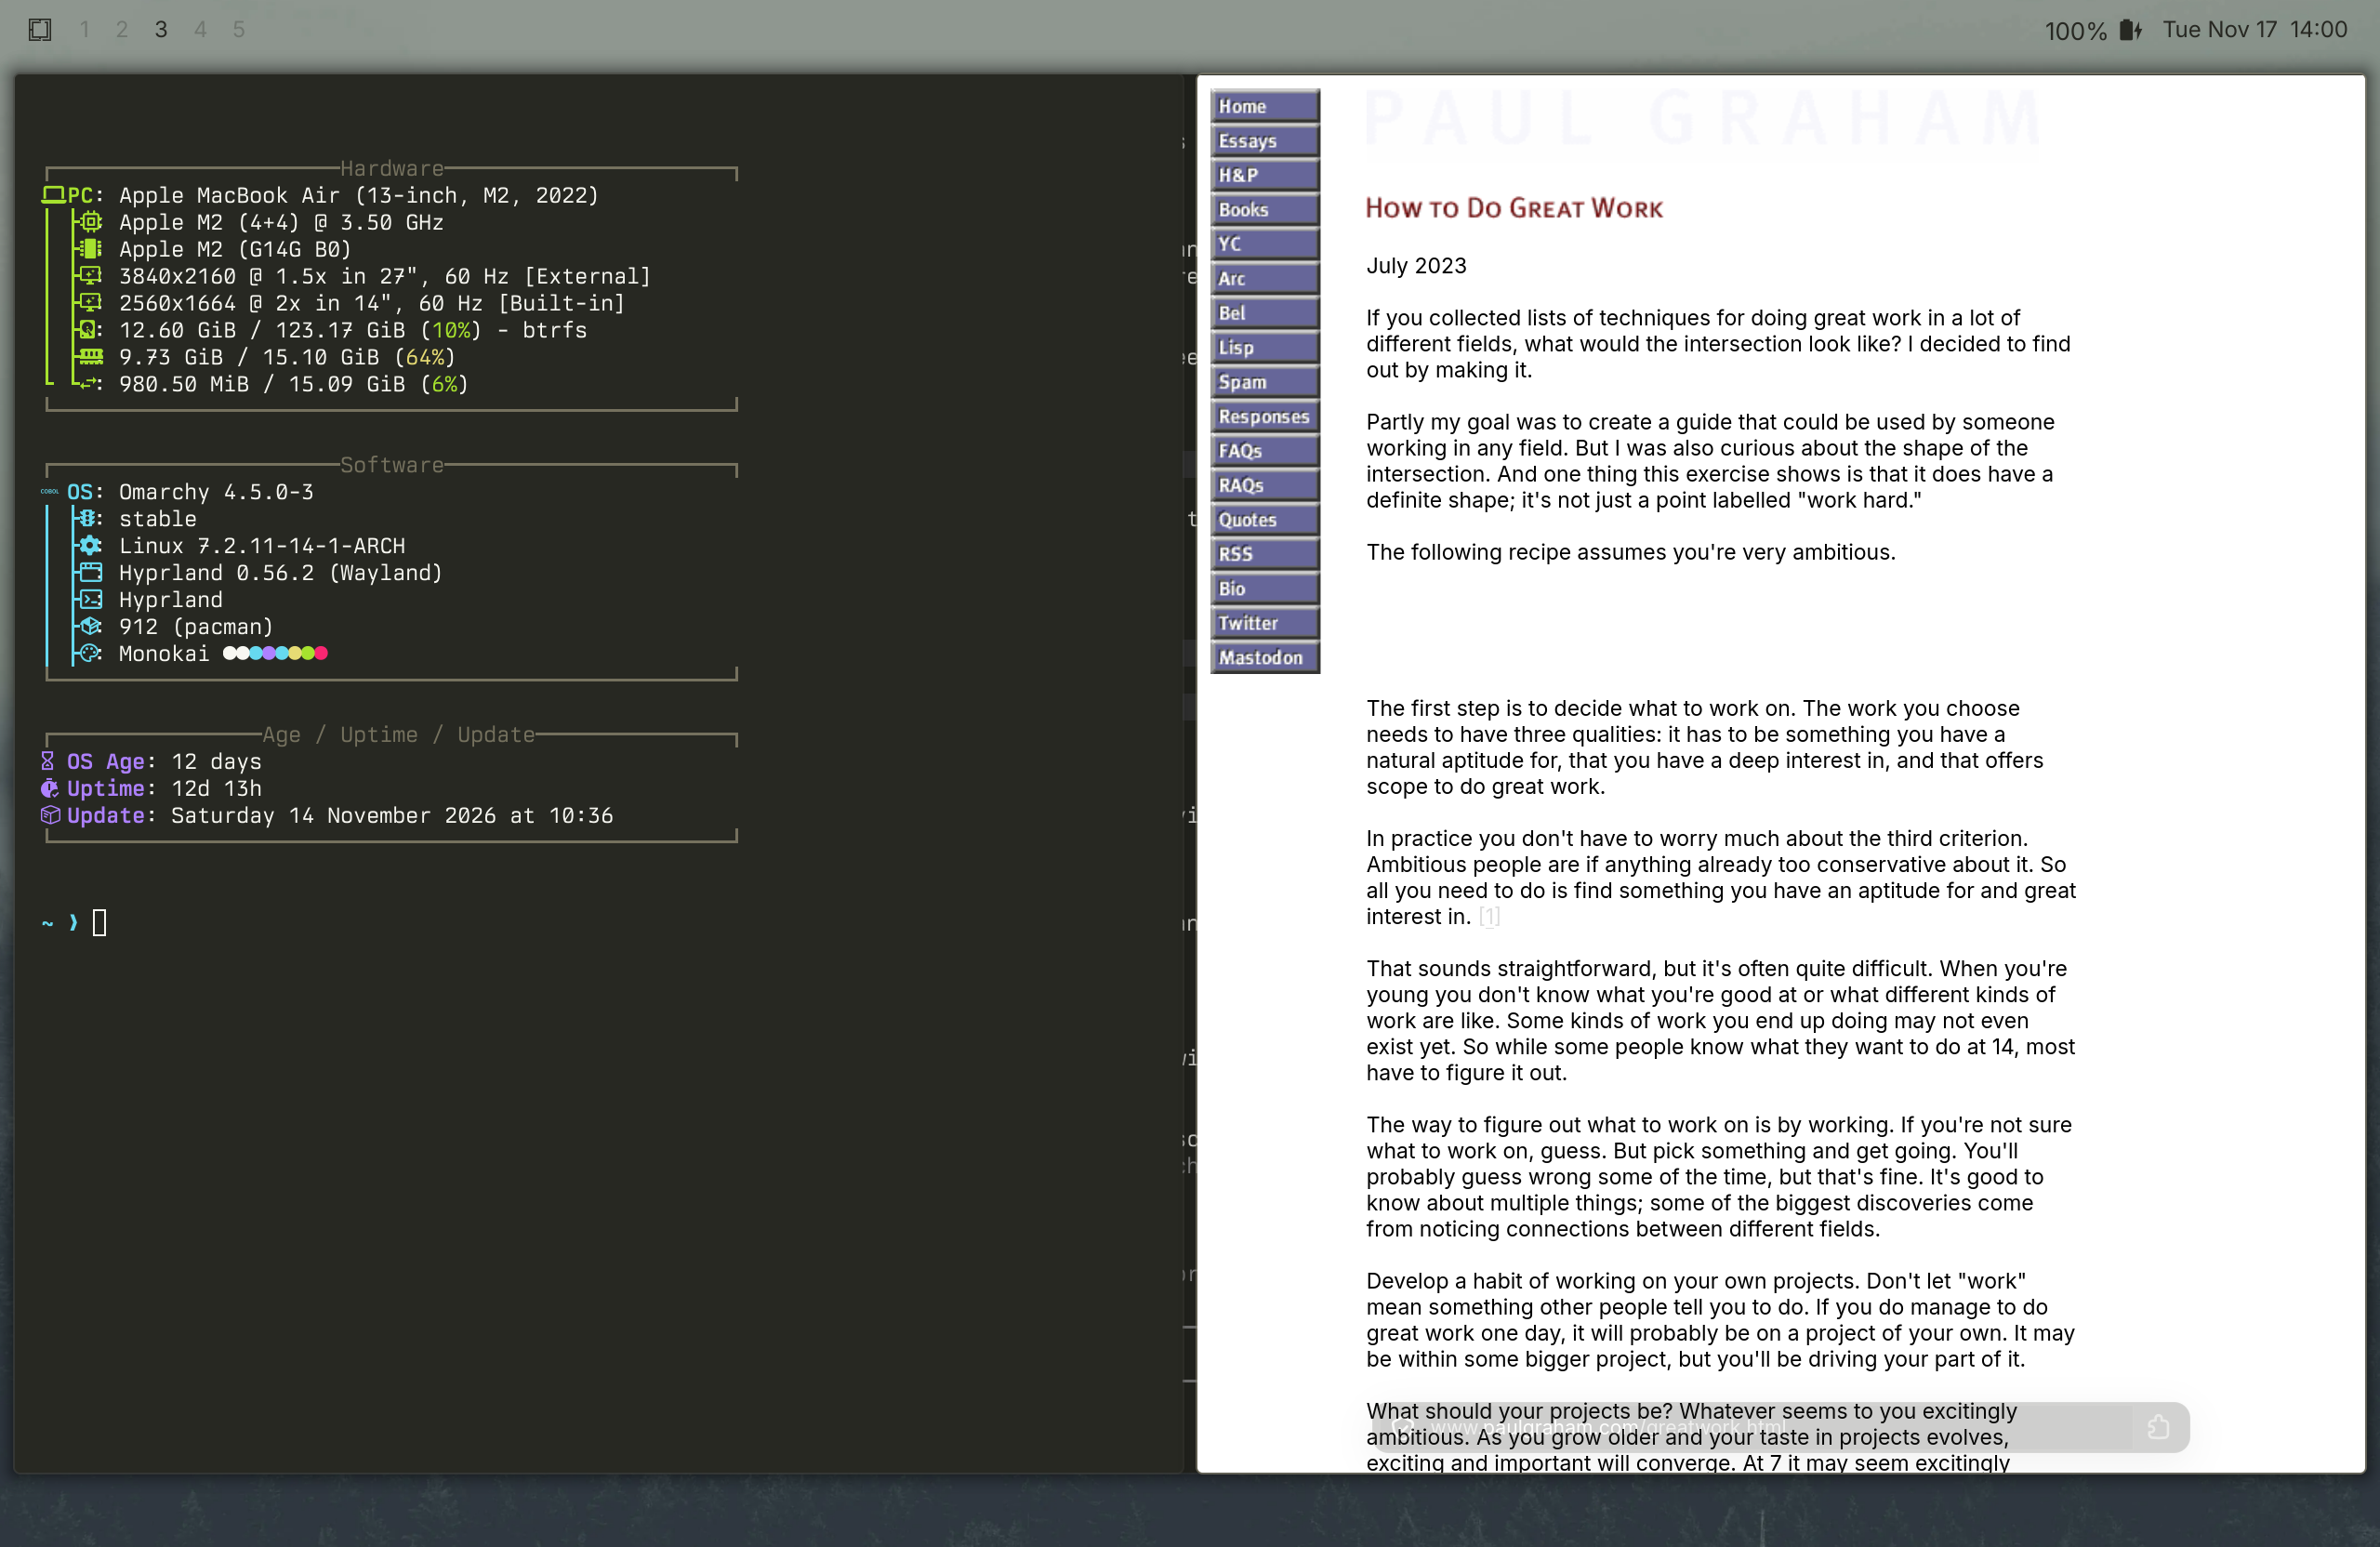 1 2 3 4 5
100% Tue Nov 17 14:00
Hardware
PC: Apple MacBook Air (13-inch, M2, 2022)
Apple M2 (4+4) @ 3.50 GHz
Apple M2 (G14G B0)
3840x2160 @ 1.5x in 27", 60 Hz [External]
2560x1664 @ 2x in 14", 60 Hz [Built-in]
: 12.60 GiB / 123.17 GiB (10%) - btrfs
9.73 GiB / 15.10 GiB (64%)
: 980.50 MiB / 15.09 GiB (6%)
Software
COBOL OS: Omarchy 4.5.0-3
: stable
Linux 7.2.11-14-1-ARCH
Hyprland 0.56.2 (Wayland)
Hyprland
: 912 (pacman)
: Monokai
Age / Uptime / Update
OS Age: 12 days
Uptime: 12d 13h
Update: Saturday 14 November 2026 at 10:36
~ ❯
Home
Essays
H&P
Books
YC
Arc
Bel
Lisp
Spam
Responses
FAQs
RAQs
Quotes
RSS
Bio
Twitter
Mastodon
PAUL GRAHAM
How to Do Great Work
July 2023
If you collected lists of techniques for doing great work in a lot of
different fields, what would the intersection look like? I decided to find
out by making it.
Partly my goal was to create a guide that could be used by someone
working in any field. But I was also curious about the shape of the
intersection. And one thing this exercise shows is that it does have a
definite shape; it's not just a point labelled "work hard."
The following recipe assumes you're very ambitious.
The first step is to decide what to work on. The work you choose
needs to have three qualities: it has to be something you have a
natural aptitude for, that you have a deep interest in, and that offers
scope to do great work.
In practice you don't have to worry much about the third criterion.
Ambitious people are if anything already too conservative about it. So
all you need to do is find something you have an aptitude for and great
interest in. [1]
That sounds straightforward, but it's often quite difficult. When you're
young you don't know what you're good at or what different kinds of
work are like. Some kinds of work you end up doing may not even
exist yet. So while some people know what they want to do at 14, most
have to figure it out.
The way to figure out what to work on is by working. If you're not sure
what to work on, guess. But pick something and get going. You'll
probably guess wrong some of the time, but that's fine. It's good to
know about multiple things; some of the biggest discoveries come
from noticing connections between different fields.
Develop a habit of working on your own projects. Don't let "work"
mean something other people tell you to do. If you do manage to do
great work one day, it will probably be on a project of your own. It may
be within some bigger project, but you'll be driving your part of it.
What should your projects be? Whatever seems to you excitingly
www.paulgraham.com/greatwork.html
ambitious. As you grow older and your taste in projects evolves,
exciting and important will converge. At 7 it may seem excitingly